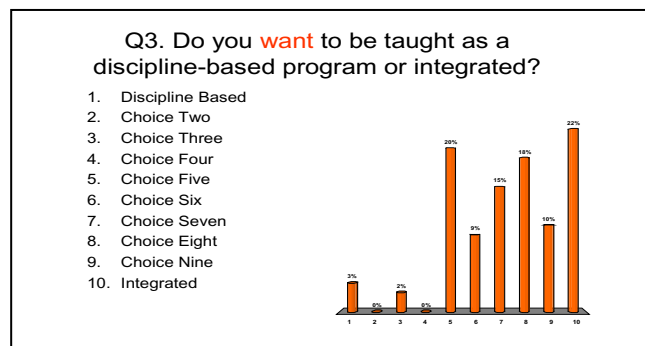 Q3. Do you want to be taught as a
discipline-based program or integrated?
1. Discipline Based
2. Choice Two
3. Choice Three
4. Choice Four
5. Choice Five
6. Choice Six
7. Choice Seven
8. Choice Eight
9. Choice Nine
10. Integrated
3% 0% 2% 0% 20% 9% 15% 18% 10% 22%
1 2 3 4 5 6 7 8 9 10